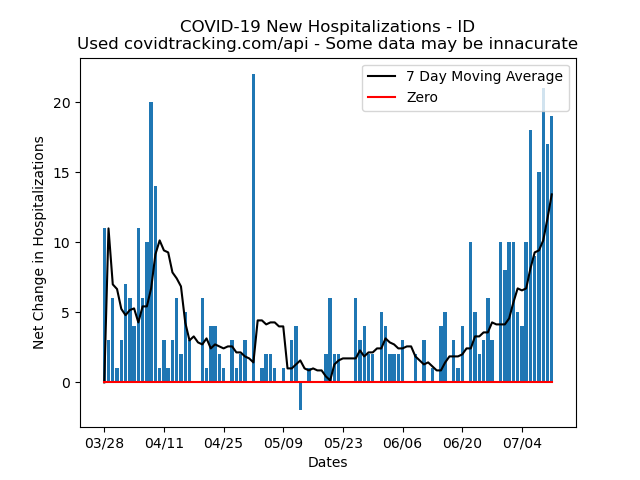 COVID-19 New Hospitalizations - ID
Used covidtracking.com/api - Some data may be innacurate
7 Day Moving Average
Zero
Net Change in Hospitalizations
20
15
10
5
0
03/28 04/11 04/25 05/09 05/23 06/06 06/20 07/04
Dates